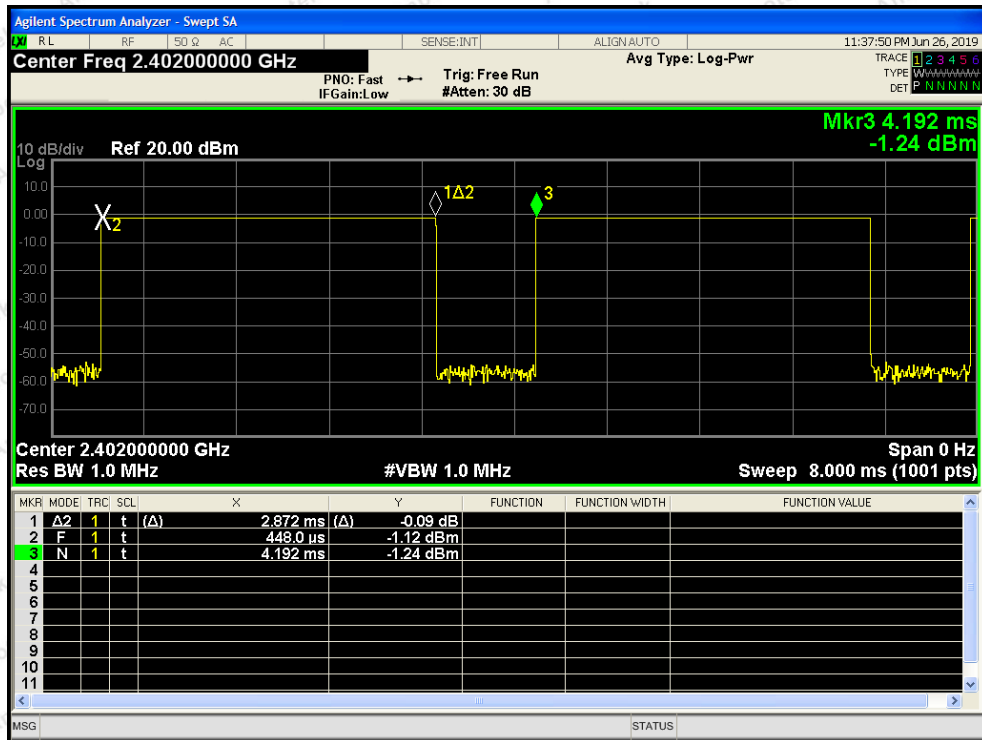 Agilent Spectrum Analyzer - Swept SA
LXI RL RF 50 Ω AC SENSE:INT ALIGNAUTO 11:37:50 PM Jun 26, 2019
Center Freq 2.402000000 GHz Avg Type: Log-Pwr TRACE 1 2 3 4 5 6
PNO: Fast Trig: Free Run TYPE
IFGain:Low #Atten: 30 dB DET P N N N N N
Mkr3 4.192 ms
-1.24 dBm
10 dB/div Ref 20.00 dBm
Log
10.0
1Δ2 3
0.00
X2
-10.0
-20.0
-30.0
-40.0
-50.0
-60.0
-70.0
Center 2.402000000 GHz Span 0 Hz
Res BW 1.0 MHz #VBW 1.0 MHz Sweep 8.000 ms (1001 pts)
MKR MODE TRC SCL X Y FUNCTION FUNCTION WIDTH FUNCTION VALUE
1 Δ2 1 t (Δ) 2.872 ms (Δ) -0.09 dB
2 F 1 t 448.0 µs -1.12 dBm
3 N 1 t 4.192 ms -1.24 dBm
4
5
6
7
8
9
10
11
MSG STATUS